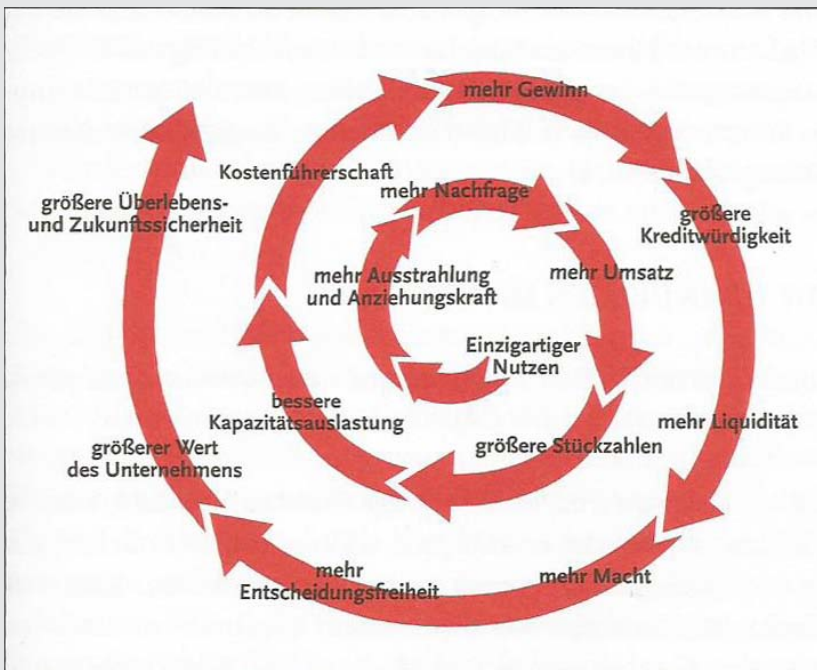 mehr Gewinn
Kostenführerschaft
mehr Nachfrage
größere Überlebens-
und Zukunftssicherheit
größere
Kreditwürdigkeit
mehr Ausstrahlung
und Anziehungskraft
mehr Umsatz
Einzigartiger
Nutzen
bessere
Kapazitätsauslastung
mehr Liquidität
größerer Wert
des Unternehmens
größere Stückzahlen
mehr
Entscheidungsfreiheit
mehr Macht